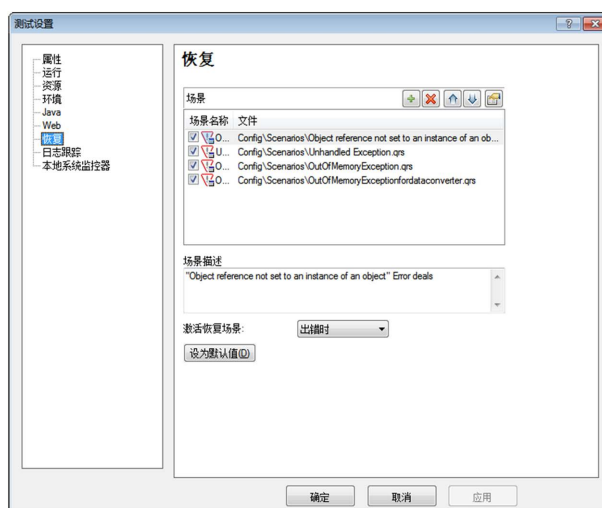 测试设置
属性
运行
资源
环境
Java
Web
恢复
日志跟踪
本地系统监控器
恢复
场景
场景名称 文件
O... Config\Scenarios\Object reference not set to an instance of an ob...
U... Config\Scenarios\Unhandled Exception.qrs
O... Config\Scenarios\OutOfMemoryException.qrs
O... Config\Scenarios\OutOfMemoryExceptionfordataconverter.qrs
场景描述
"Object reference not set to an instance of an object" Error deals
激活恢复场景: 出错时
设为默认值(D)
确定 取消 应用